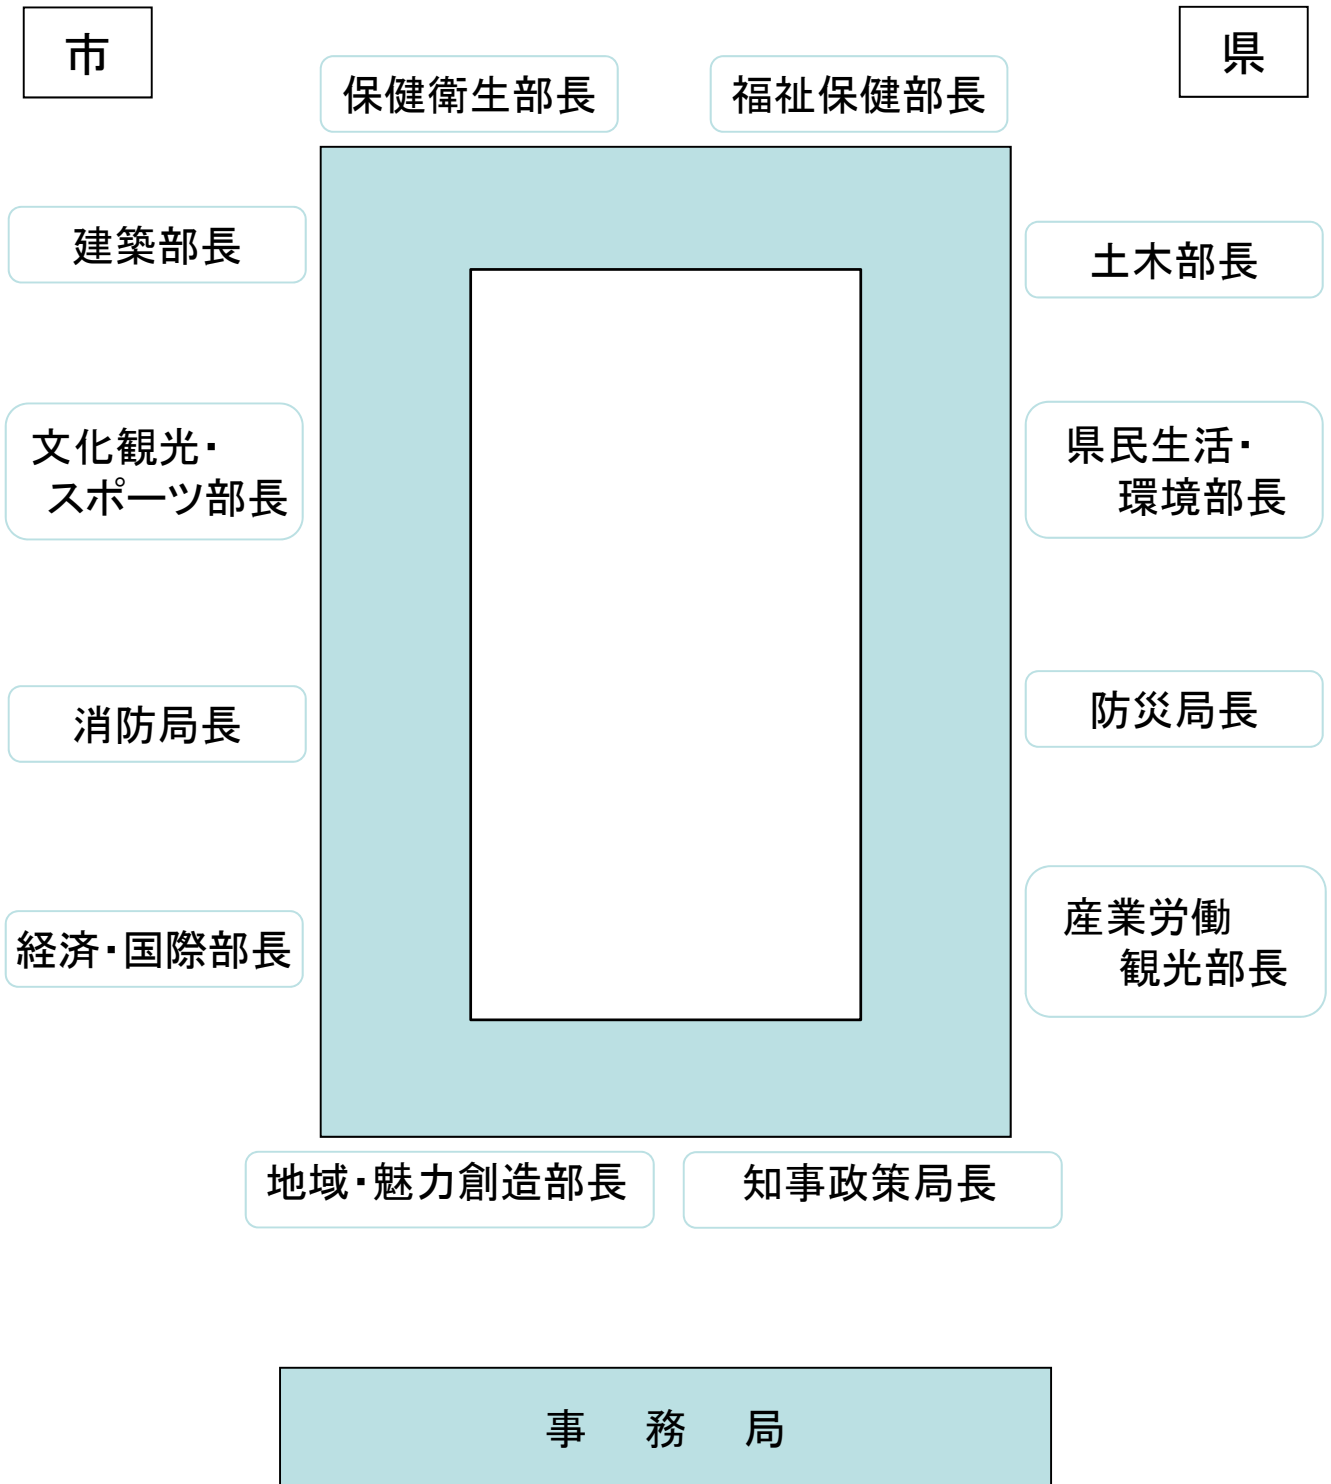 市
県
保健衛生部長
福祉保健部長
建築部長
土木部長
文化観光・
スポーツ部長
県民生活・
環境部長
消防局長
防災局長
経済・国際部長
産業労働
観光部長
地域・魅力創造部長
知事政策局長
事 務 局